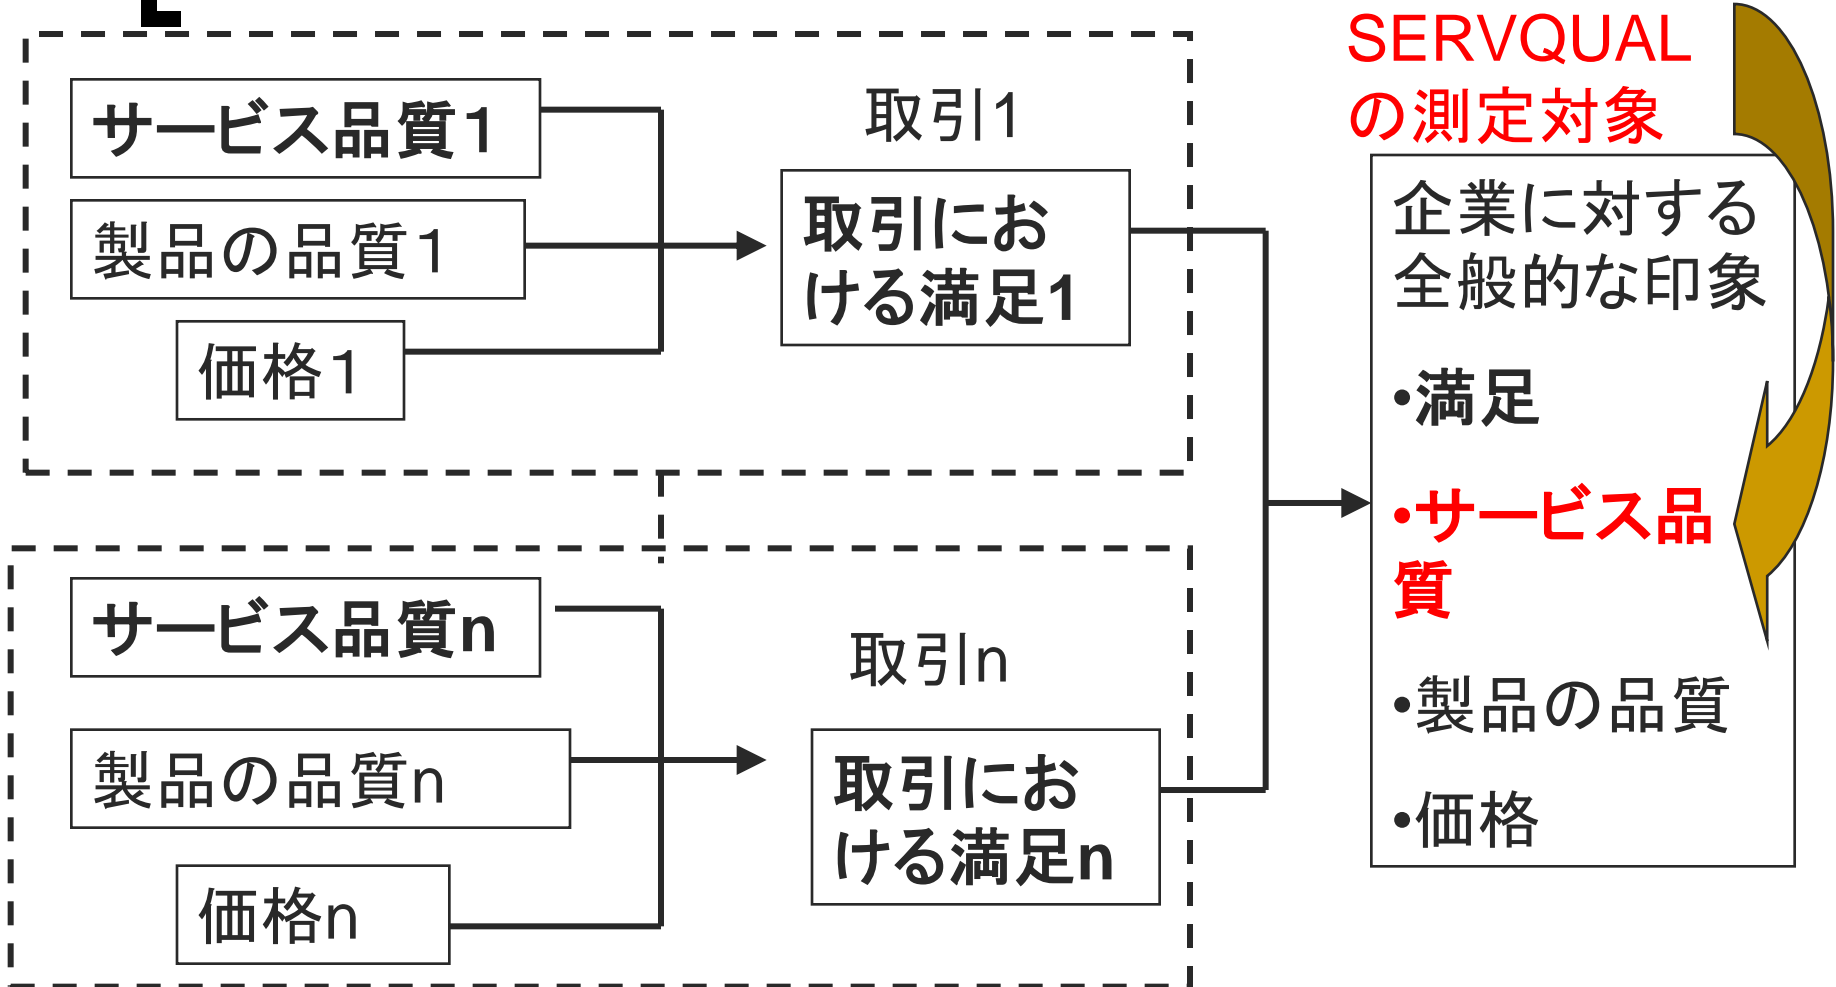 サービス品質1
製品の品質1
価格1
取引1
取引にお
ける満足1
サービス品質n
製品の品質n
価格n
取引n
取引にお
ける満足n
SERVQUAL
の測定対象
企業に対する
全般的な印象
•満足
•サービス品
質
•製品の品質
•価格